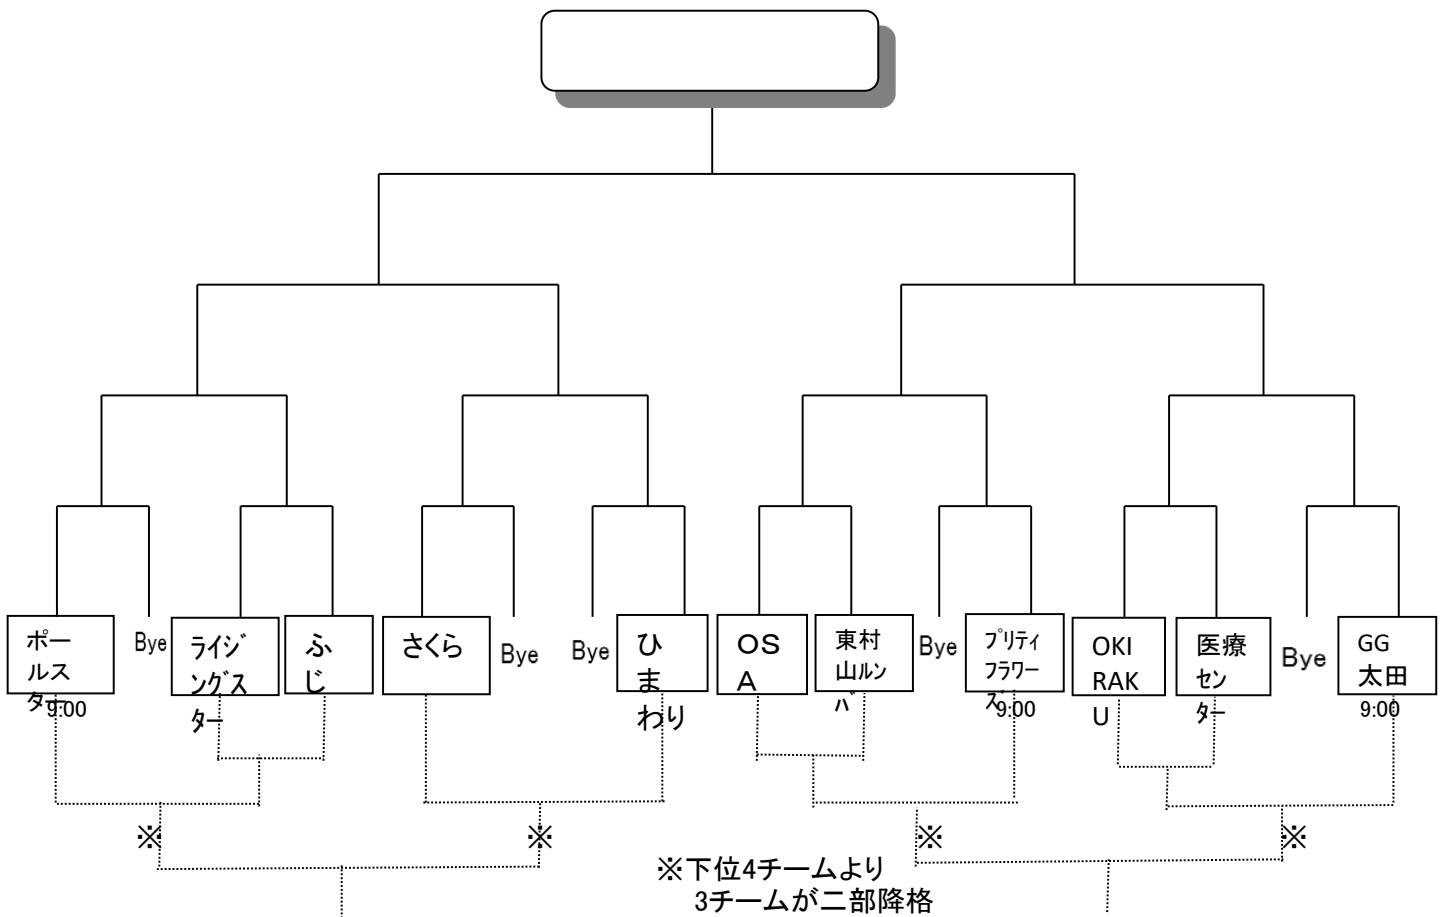 ポー
ルス
ター
9:00
Bye
ﾗｲｼﾞ
ﾝｸﾞｽ
ﾀｰ
ふ
じ
さくら
Bye
Bye
ひ
ま
わり
ＯＳ
Ａ
東村
山ﾙﾝ
ﾊﾞ
Bye
ﾌﾟﾘﾃｨ
ﾌﾗﾜｰ
ｽﾞ
9:00
OKI
RAK
U
医療
ｾﾝ
ﾀｰ
Bye
GG
太田
9:00
※
※
※
※
※下位4チームより
3チームが二部降格